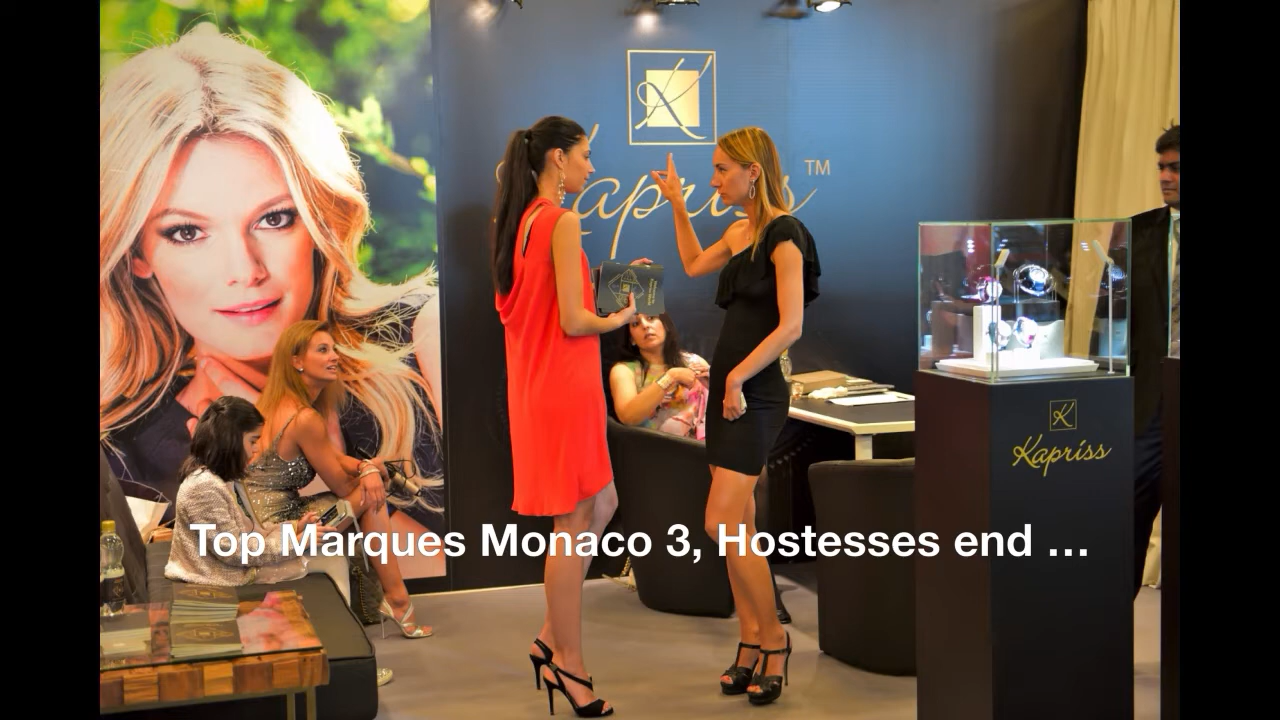 K
Kapriss™
K
Kapriss
Top Marques Monaco 3, Hostesses end ...